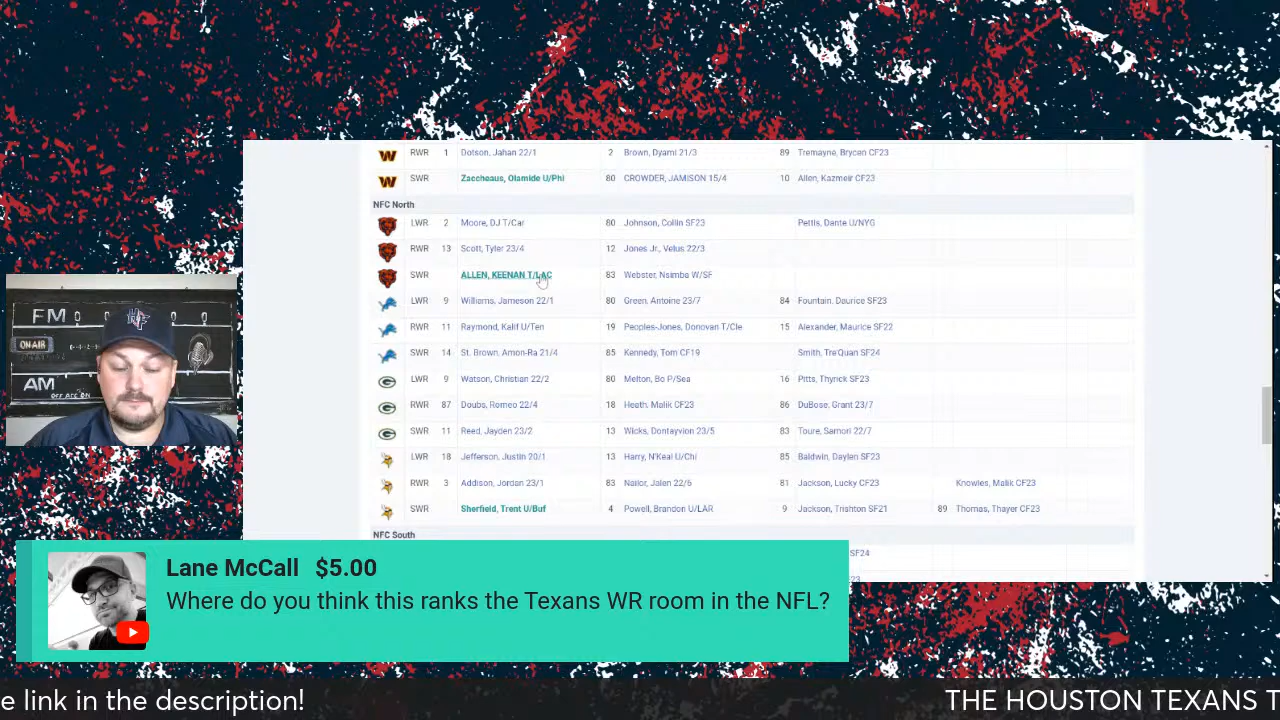 RWR 1 Dotson, Jahan 22/1 2 Brown, Dyami 21/3 89 Tremayne, Brycen CF23
SWR Zaccheaus, Olamide U/Phi 80 CROWDER, JAMISON 15/4 10 Allen, Kazmeir CF23
NFC North
LWR 2 Moore, DJ T/Car 80 Johnson, Collin SF23 Pettis, Dante U/NYG
RWR 13 Scott, Tyler 23/4 12 Jones Jr., Velus 22/3
SWR ALLEN, KEENAN T/LAC 83 Webster, Nsimba W/SF
LWR 9 Williams, Jameson 22/1 80 Green, Antoine 23/7 84 Fountain, Daurice SF23
RWR 11 Raymond, Kalif U/Ten 19 Peoples-Jones, Donovan T/Cle 15 Alexander, Maurice SF22
SWR 14 St. Brown, Amon-Ra 21/4 85 Kennedy, Tom CF19 Smith, Tre'Quan SF24
LWR 9 Watson, Christian 22/2 80 Melton, Bo P/Sea 16 Pitts, Thyrick SF23
RWR 87 Doubs, Romeo 22/4 18 Heath, Malik CF23 86 DuBose, Grant 23/7
SWR 11 Reed, Jayden 23/2 13 Wicks, Dontayvion 23/5 83 Toure, Samori 22/7
LWR 18 Jefferson, Justin 20/1 13 Harry, N'Keal U/Chi 85 Baldwin, Daylen SF23
RWR 3 Addison, Jordan 23/1 83 Nailor, Jalen 22/6 81 Jackson, Lucky CF23 Knowles, Malik CF23
SWR Sherfield, Trent U/Buf 4 Powell, Brandon U/LAR 9 Jackson, Trishton SF21 89 Thomas, Thayer CF23
NFC South
SF24
FM
ON AIR
AM
Lane McCall $5.00
Where do you think this ranks the Texans WR room in the NFL?
e link in the description! THE HOUSTON TEXANS T